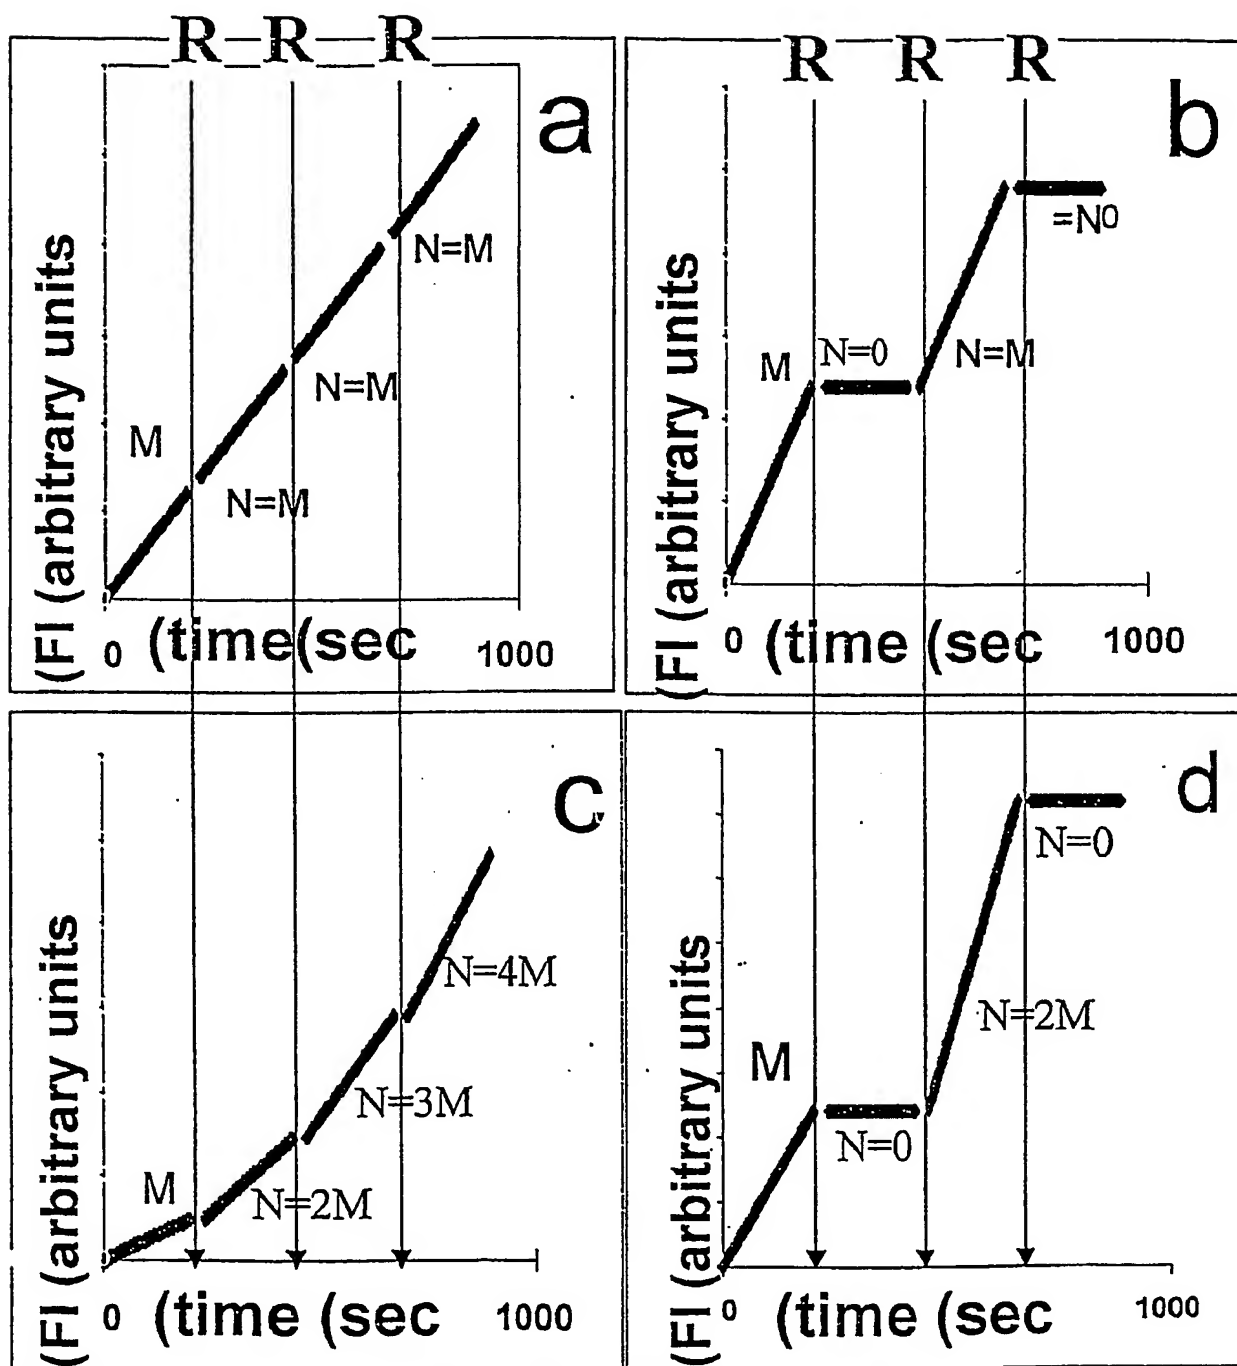 R R R
a
(FI (arbitrary units
M
N=M
N=M
N=M
0 (time(sec 1000
R R R
b
(FI (arbitrary units
M
N=0
N=M
=N0
0 (time (sec 1000
c
(FI (arbitrary units
M
N=2M
N=3M
N=4M
0 (time (sec 1000
d
(FI (arbitrary units
M
N=0
N=2M
N=0
0 (time (sec 1000